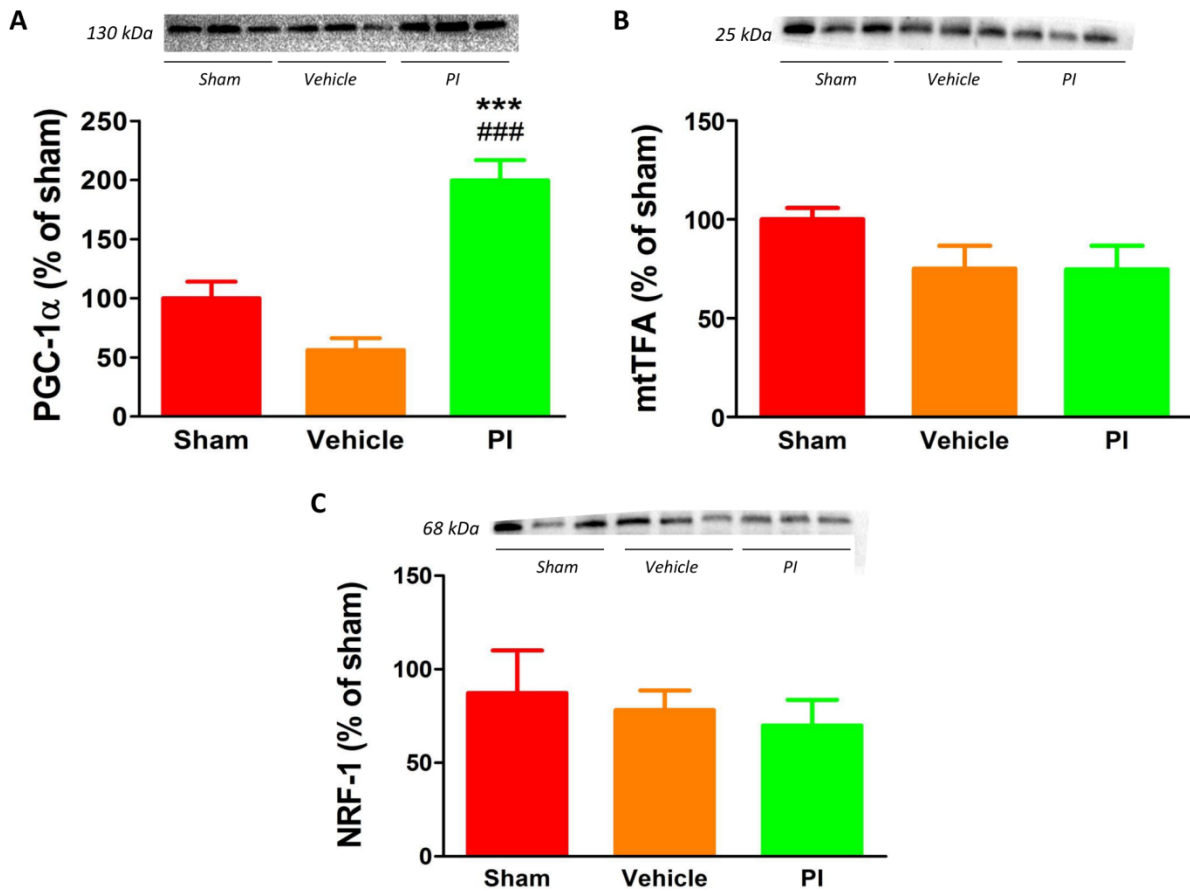 A
130 kDa
Sham Vehicle PI
PGC-1α (% of sham)
250
200
150
100
50
0
***
###
Sham Vehicle PI
B
25 kDa
Sham Vehicle PI
mtTFA (% of sham)
150
100
50
0
Sham Vehicle PI
C
68 kDa
Sham Vehicle PI
NRF-1 (% of sham)
150
100
50
0
Sham Vehicle PI